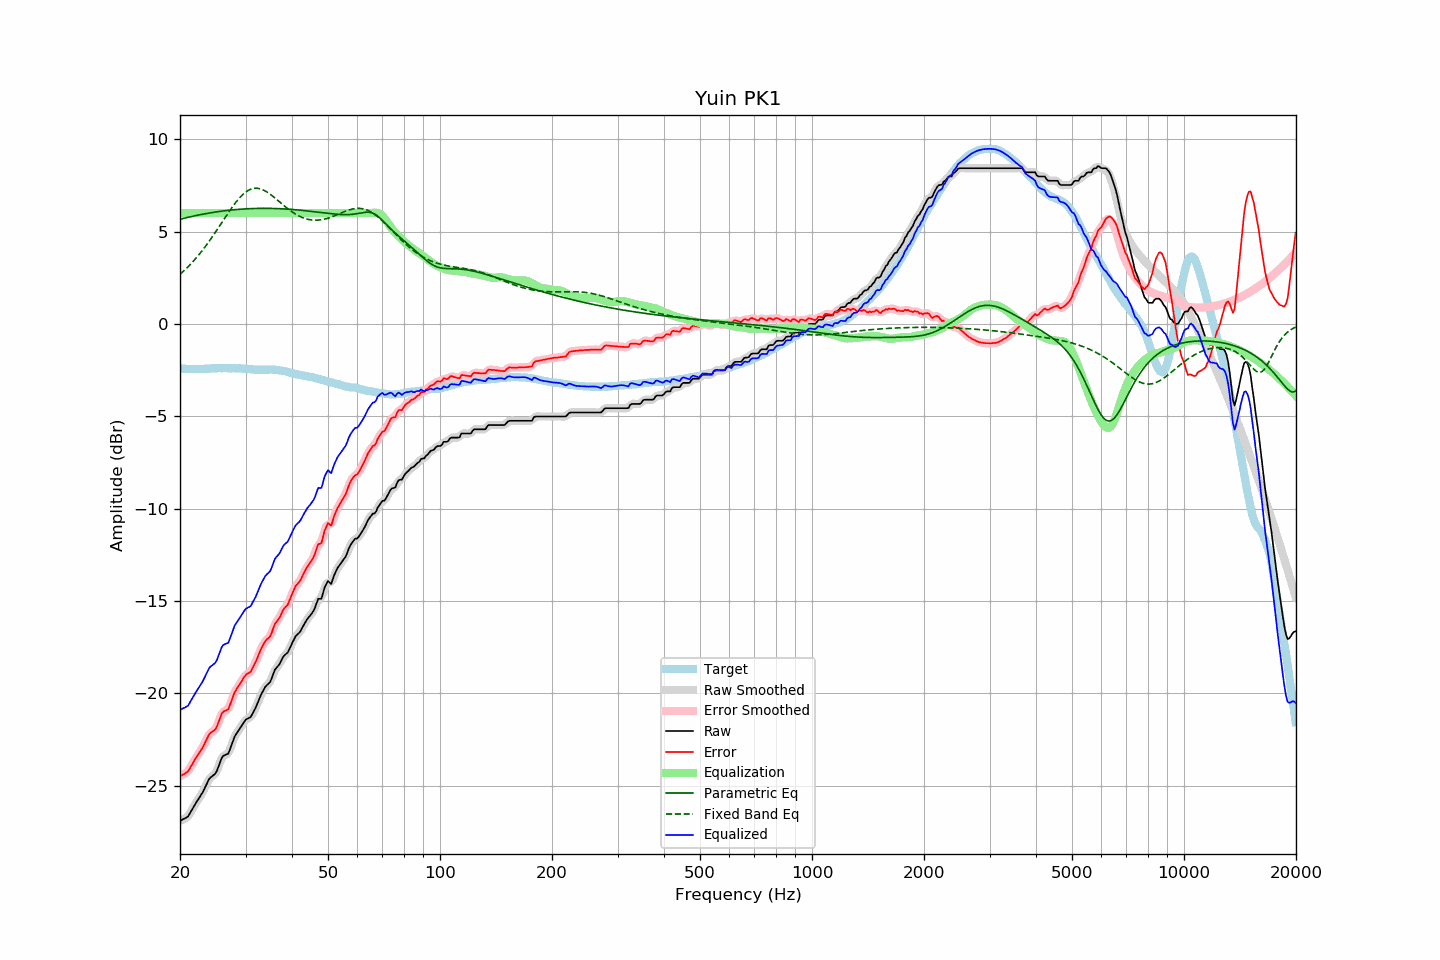 Yuin PK1
10
5
0
−5
−10
−15
−20
−25
Amplitude (dBr)
Target
Raw Smoothed
Error Smoothed
Raw
Error
Equalization
Parametric Eq
Fixed Band Eq
Equalized
20 50 100 200 500 1000 2000 5000 10000 20000
Frequency (Hz)